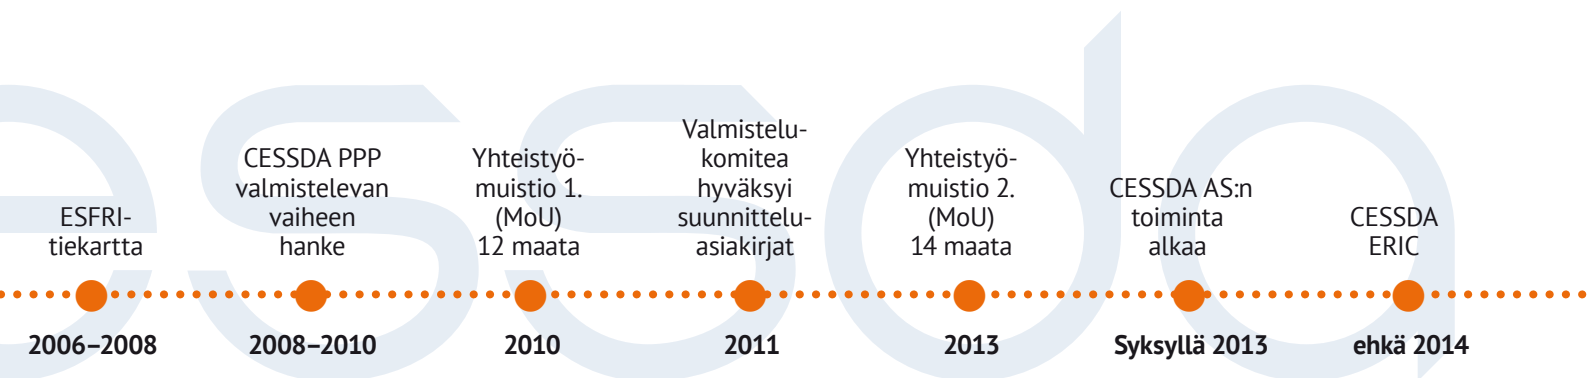 essda
ESFRI-
tiekartta
2006–2008
CESSDA PPP
valmistelevan
vaiheen
hanke
2008–2010
Yhteistyö-
muistio 1.
(MoU)
12 maata
2010
Valmistelu-
komitea
hyväksyi
suunnittelu-
asiakirjat
2011
Yhteistyö-
muistio 2.
(MoU)
14 maata
2013
CESSDA AS:n
toiminta
alkaa
Syksyllä 2013
CESSDA
ERIC
ehkä 2014